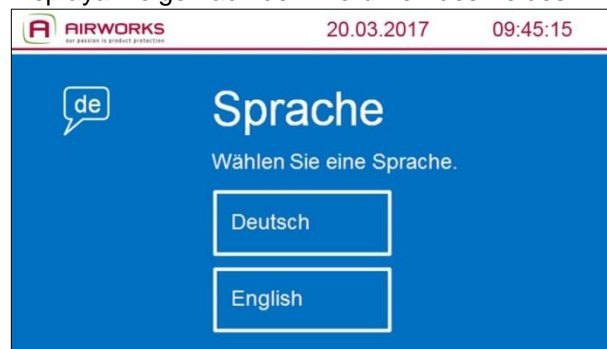 AIRWORKS 20.03.2017 09:45:15
our passion is product protection
de Sprache
Wählen Sie eine Sprache.
Deutsch
English